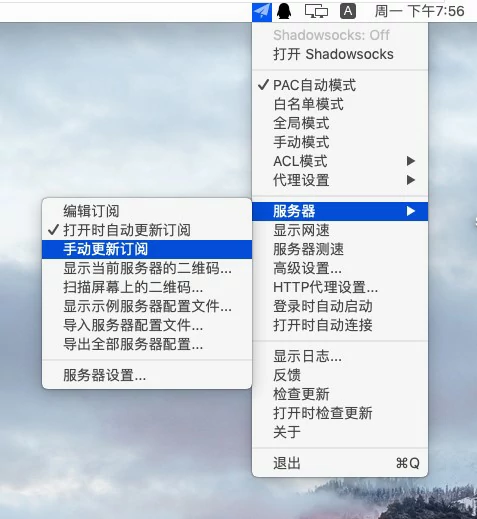 A 周一 下午7:56
Shadowsocks: Off
打开 Shadowsocks
PAC自动模式
白名单模式
全局模式
手动模式
ACL模式
代理设置
服务器
显示网速
服务器测速
高级设置...
HTTP代理设置...
登录时自动启动
打开时自动连接
显示日志...
反馈
检查更新
打开时检查更新
关于
退出 ⌘Q
编辑订阅
打开时自动更新订阅
手动更新订阅
显示当前服务器的二维码...
扫描屏幕上的二维码...
显示示例服务器配置文件...
导入服务器配置文件...
导出全部服务器配置...
服务器设置...